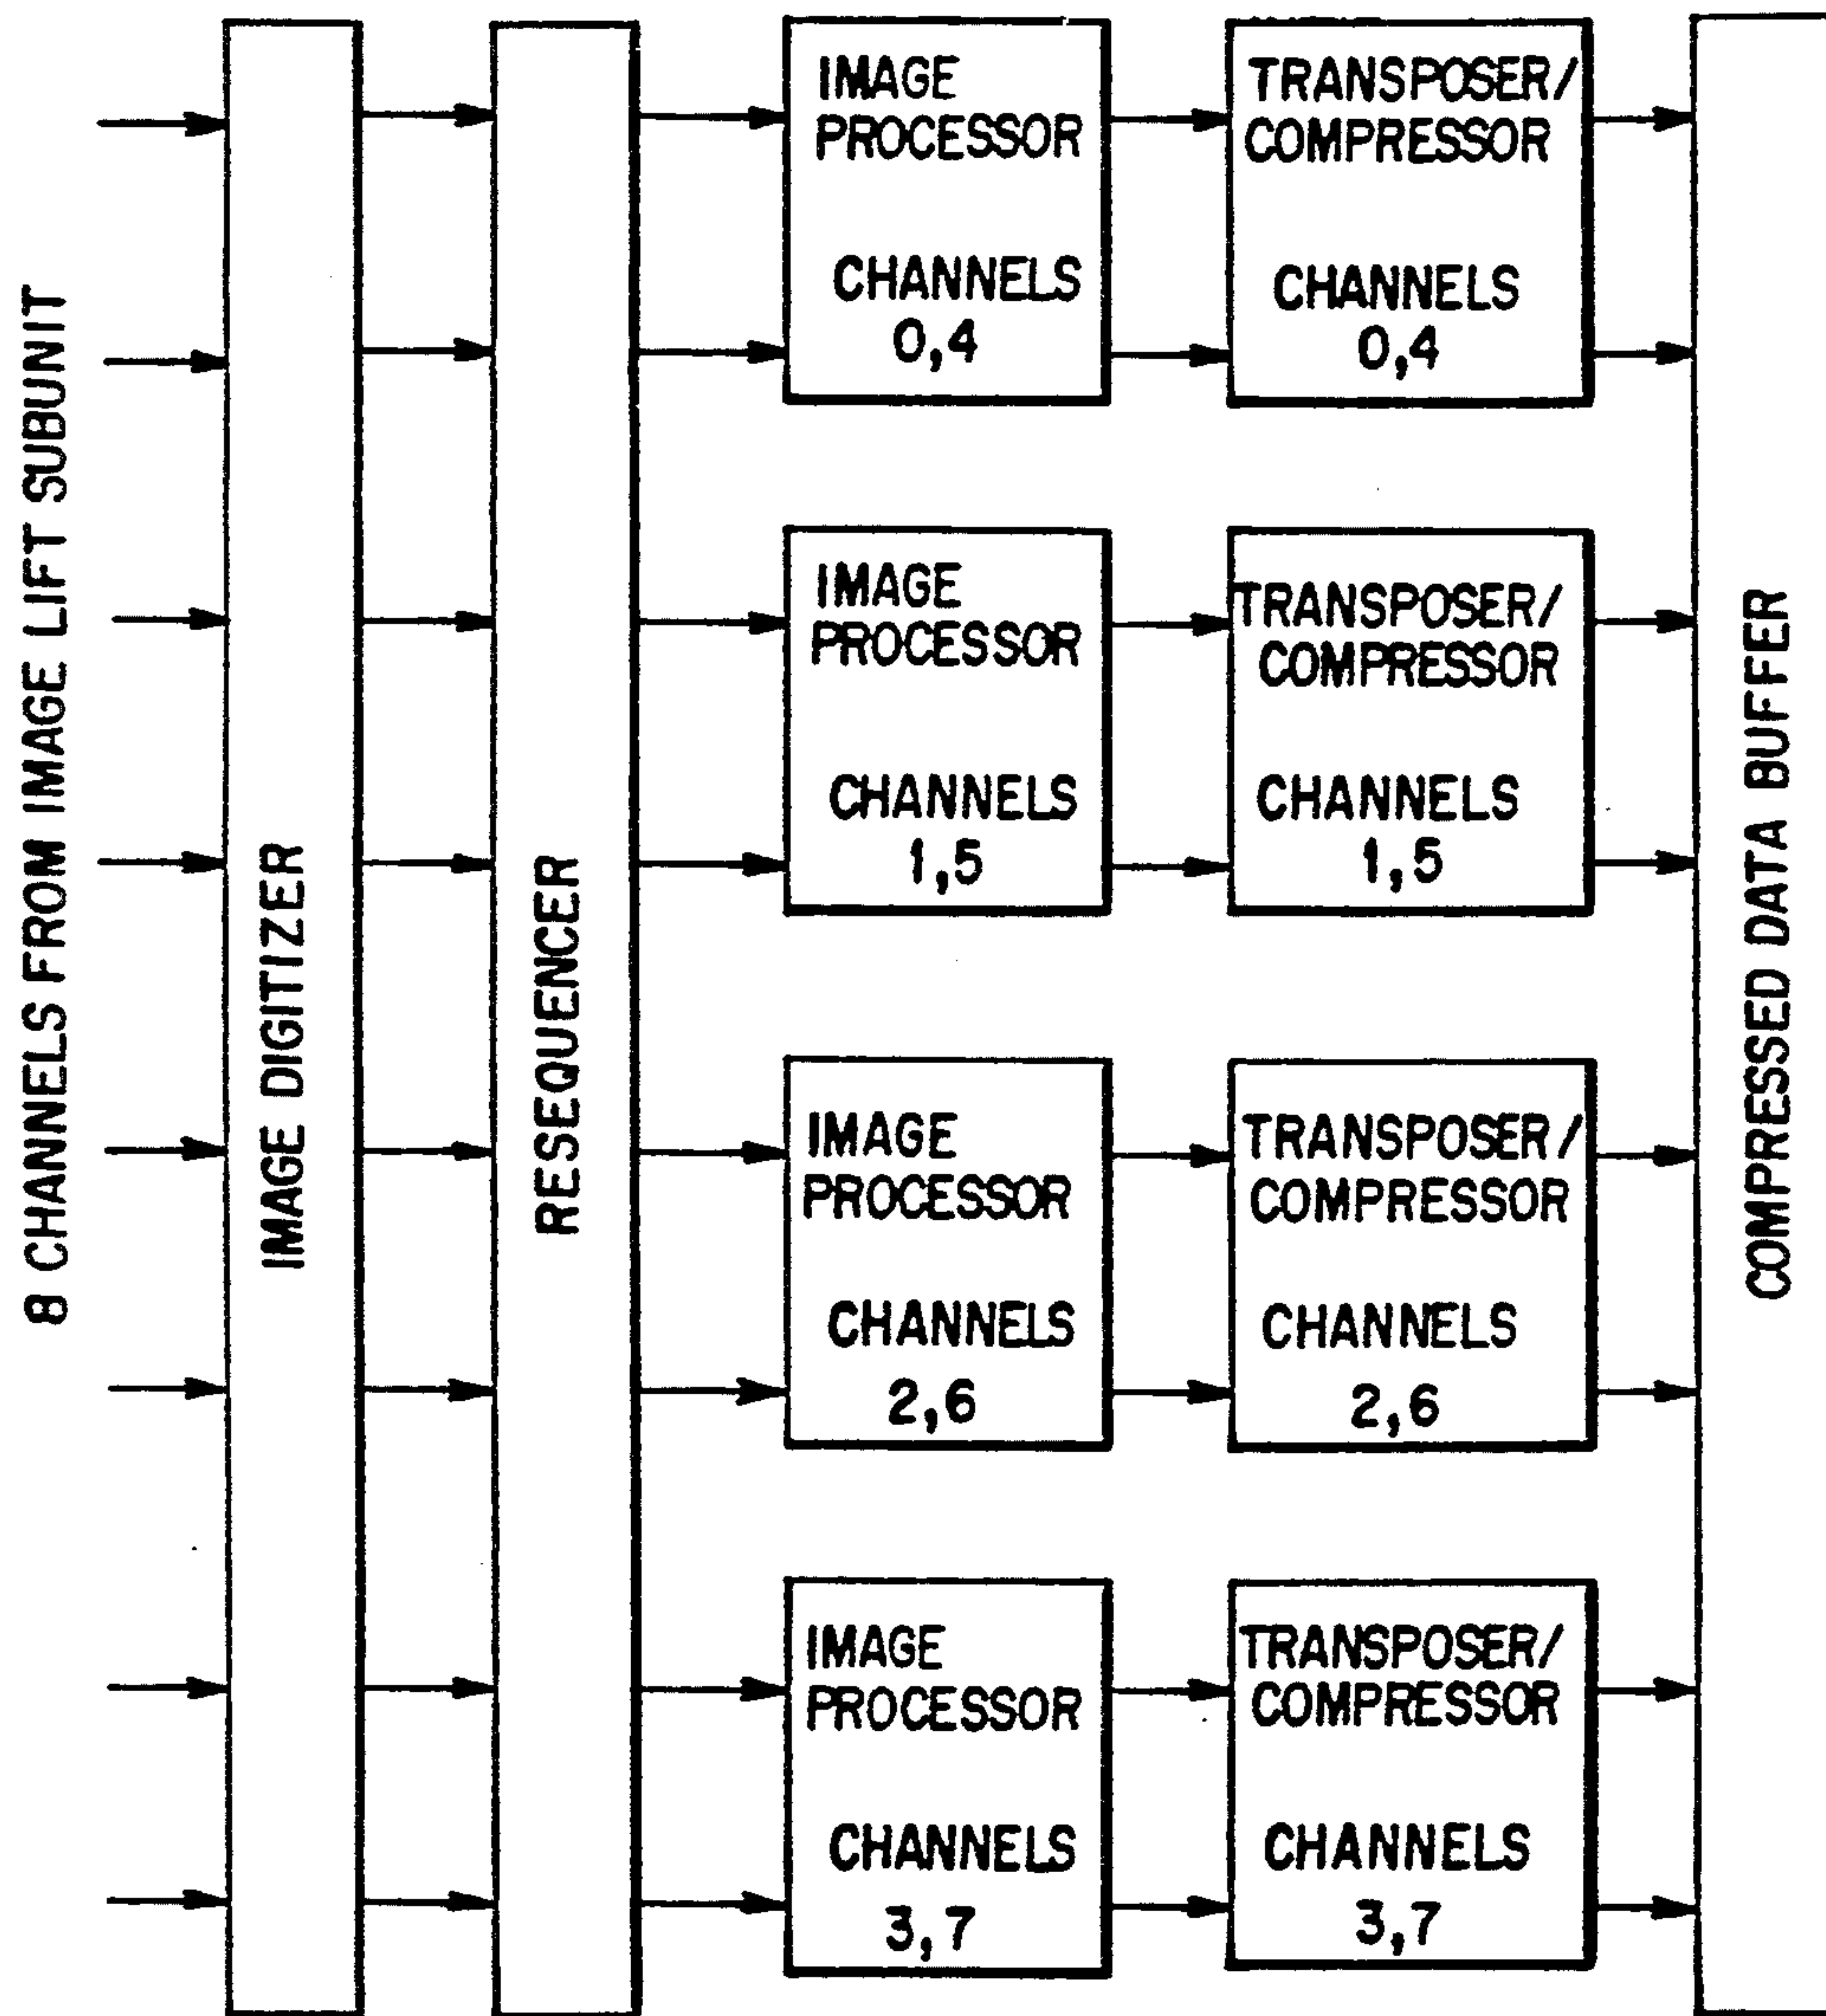 8 CHANNELS FROM IMAGE LIFT SUBUNIT
IMAGE DIGITIZER
RESEQUENCER
IMAGE
PROCESSOR
CHANNELS
0,4
TRANSPOSER/
COMPRESSOR
CHANNELS
0,4
IMAGE
PROCESSOR
CHANNELS
1,5
TRANSPOSER/
COMPRESSOR
CHANNELS
1,5
IMAGE
PROCESSOR
CHANNELS
2,6
TRANSPOSER/
COMPRESSOR
CHANNELS
2,6
IMAGE
PROCESSOR
CHANNELS
3,7
TRANSPOSER/
COMPRESSOR
CHANNELS
3,7
COMPRESSED DATA BUFFER